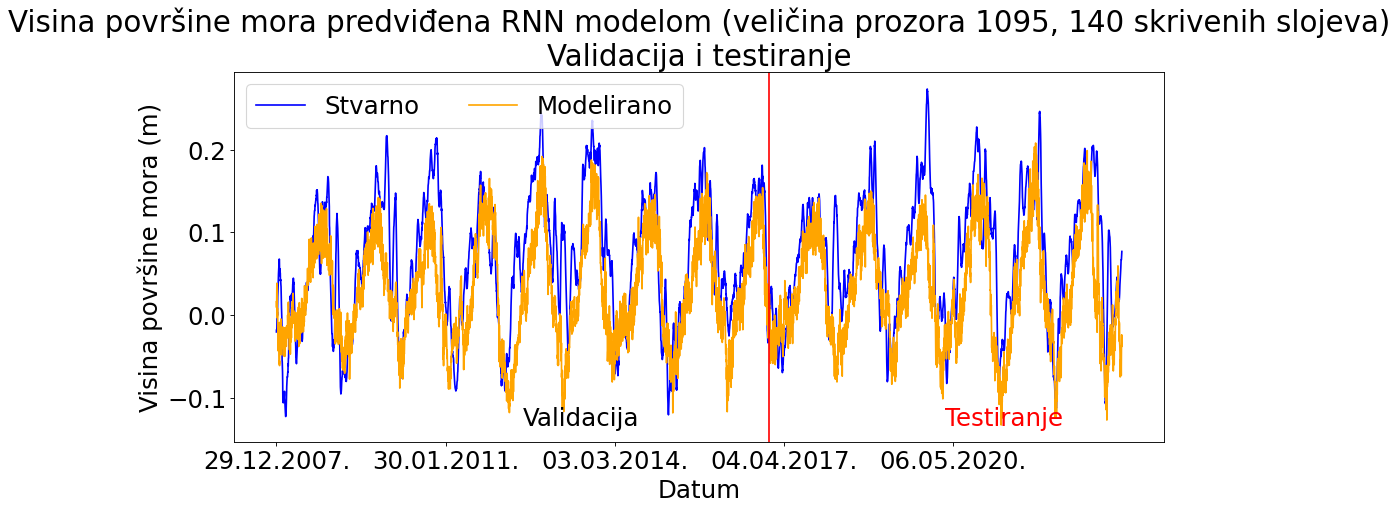 Visina površine mora predviđena RNN modelom (veličina prozora 1095, 140 skrivenih slojeva)
Validacija i testiranje
Stvarno
Modelirano
Visina površine mora (m)
0.2
0.1
0.0
−0.1
Validacija
Testiranje
29.12.2007.
30.01.2011.
03.03.2014.
04.04.2017.
06.05.2020.
Datum